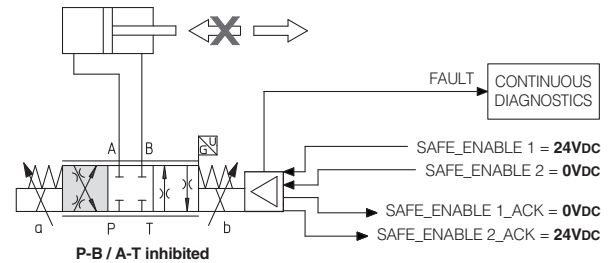 FAULT
CONTINUOUS
DIAGNOSTICS
A
B
U
G
SAFE_ENABLE 1 = 24VDC
SAFE_ENABLE 2 = 0VDC
SAFE_ENABLE 1_ACK = 0VDC
SAFE_ENABLE 2_ACK = 24VDC
a
P
T
b
P-B / A-T inhibited